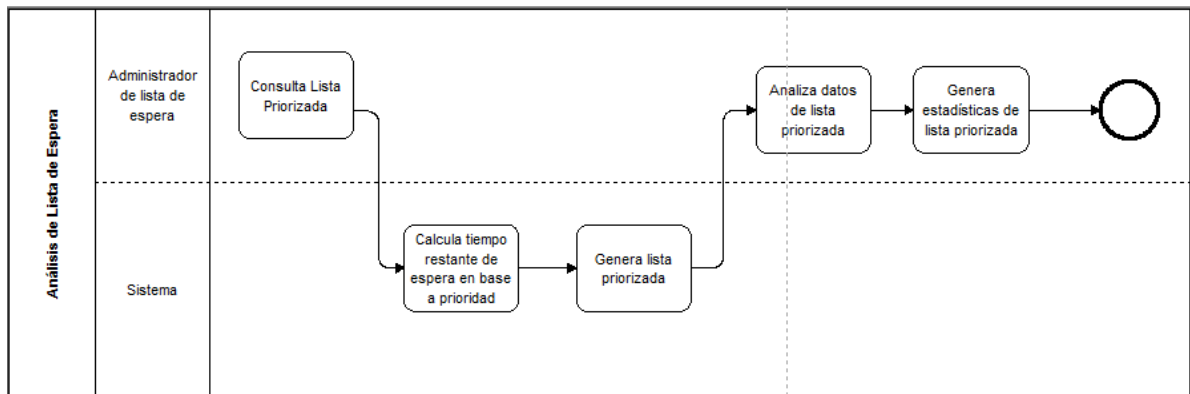 Análisis de Lista de Espera
Administrador
de lista de
espera
Consulta Lista
Priorizada
Analiza datos
de lista
priorizada
Genera
estadísticas de
lista priorizada
Sistema
Calcula tiempo
restante de
espera en base
a prioridad
Genera lista
priorizada